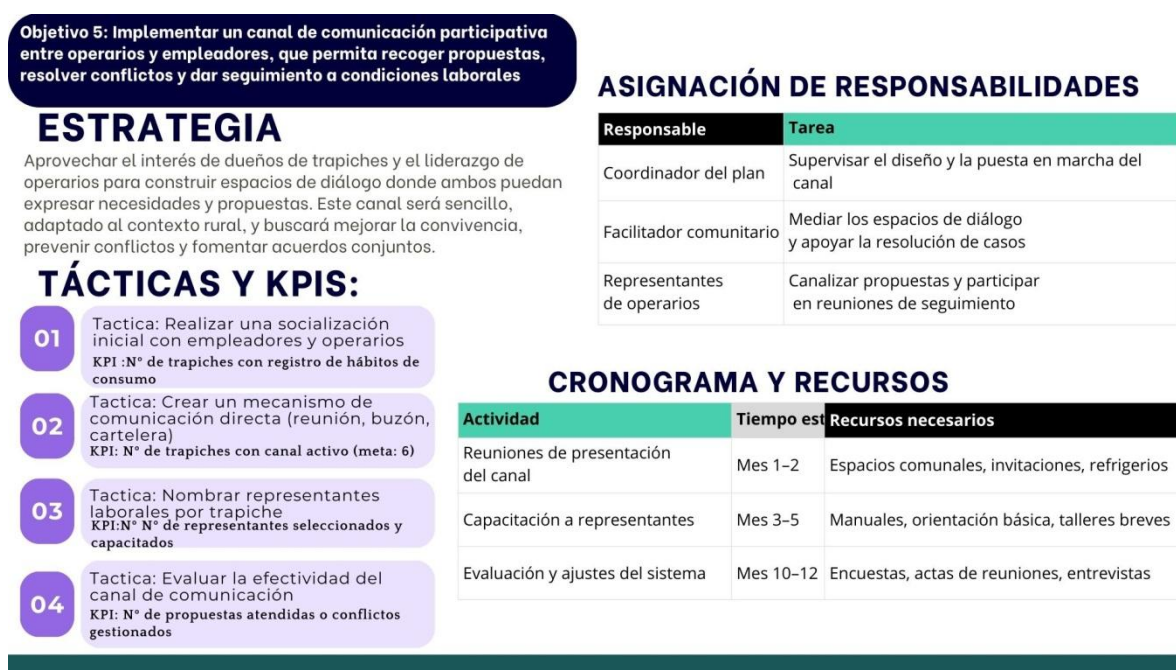 Objetivo 5: Implementar un canal de comunicación participativa
entre operarios y empleadores, que permita recoger propuestas,
resolver conflictos y dar seguimiento a condiciones laborales
ESTRATEGIA
Aprovechar el interés de dueños de trapiches y el liderazgo de
operarios para construir espacios de diálogo donde ambos puedan
expresar necesidades y propuestas. Este canal será sencillo,
adaptado al contexto rural, y buscará mejorar la convivencia,
prevenir conflictos y fomentar acuerdos conjuntos.
TÁCTICAS Y KPIS:
01
Tactica: Realizar una socialización
inicial con empleadores y operarios
KPI :N° de trapiches con registro de hábitos de
consumo
02
Tactica: Crear un mecanismo de
comunicación directa (reunión, buzón,
cartelera)
KPI: N° de trapiches con canal activo (meta: 6)
03
Tactica: Nombrar representantes
laborales por trapiche
KPI:N° N° de representantes seleccionados y
capacitados
04
Tactica: Evaluar la efectividad del
canal de comunicación
KPI: N° de propuestas atendidas o conflictos
gestionados
ASIGNACIÓN DE RESPONSABILIDADES
Responsable Tarea
Coordinador del plan
Supervisar el diseño y la puesta en marcha del
canal
Facilitador comunitario
Mediar los espacios de diálogo
y apoyar la resolución de casos
Representantes
de operarios
Canalizar propuestas y participar
en reuniones de seguimiento
CRONOGRAMA Y RECURSOS
Actividad Tiempo est Recursos necesarios
Reuniones de presentación
del canal
Mes 1–2 Espacios comunales, invitaciones, refrigerios
Capacitación a representantes Mes 3–5 Manuales, orientación básica, talleres breves
Evaluación y ajustes del sistema Mes 10–12 Encuestas, actas de reuniones, entrevistas